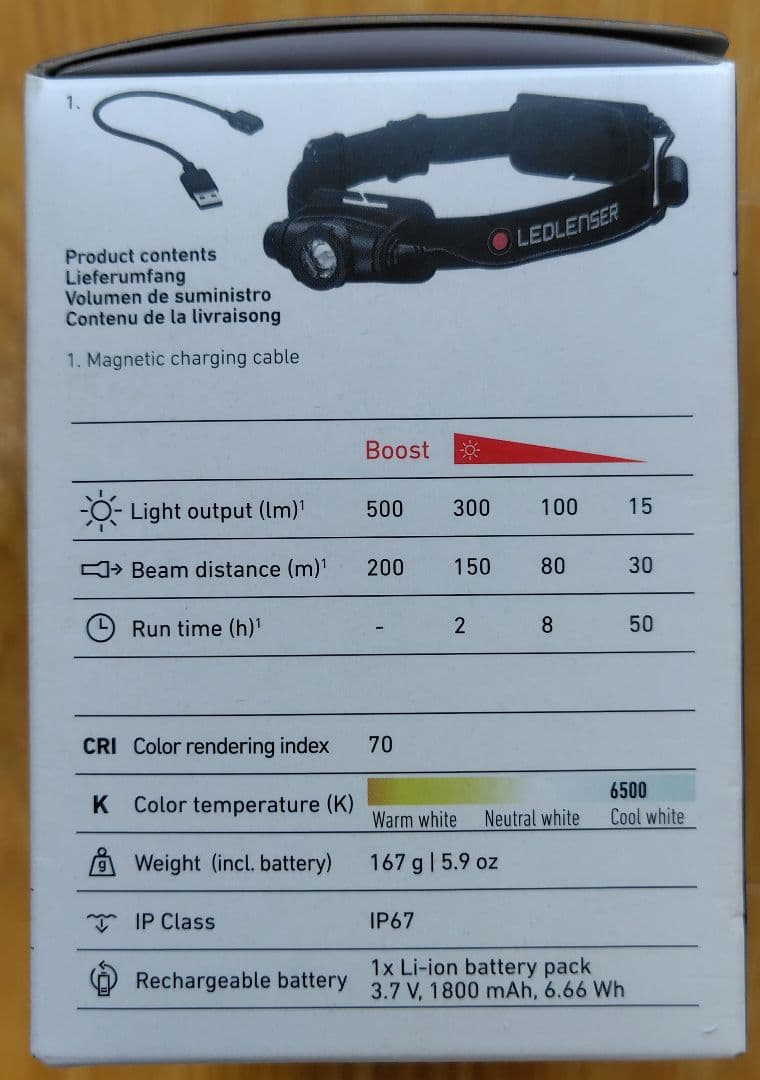 1.
LEDLENSER
Product contents
Lieferumfang
Volumen de suministro
Contenu de la livraisong
1. Magnetic charging cable
Boost
Light output (lm)¹ 500 300 100 15
Beam distance (m)¹ 200 150 80 30
Run time (h)¹ - 2 8 50
CRI Color rendering index 70
K Color temperature (K) 6500
Warm white Neutral white Cool white
g Weight (incl. battery) 167 g | 5.9 oz
IP Class IP67
Rechargeable battery 1x Li-ion battery pack
3.7 V, 1800 mAh, 6.66 Wh